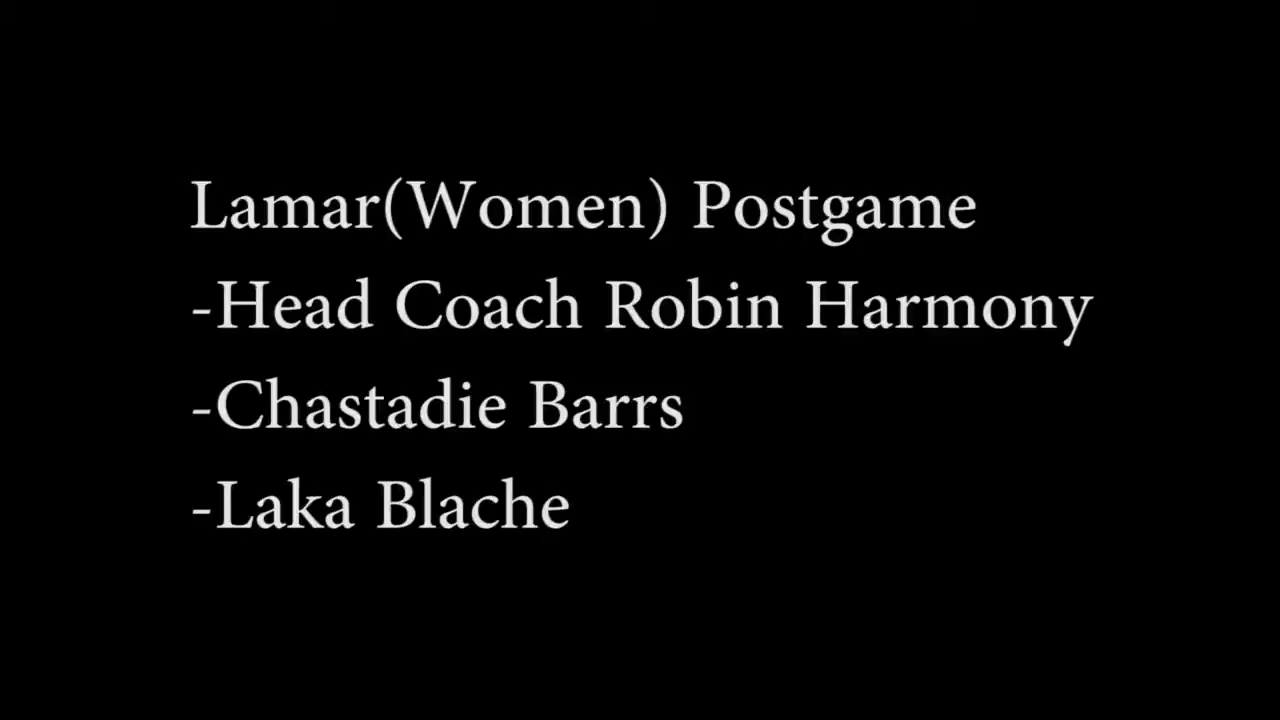 Lamar(Women) Postgame
-Head Coach Robin Harmony
-Chastadie Barrs
-Laka Blache